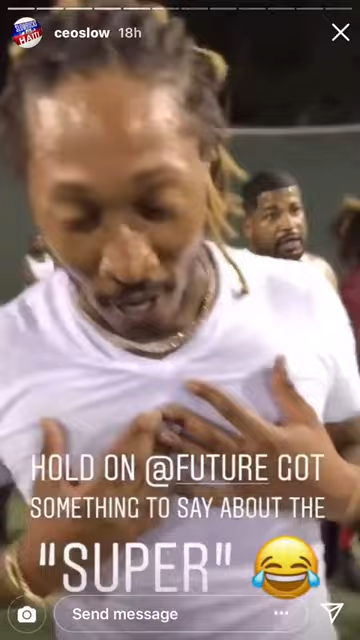 ceoslow 18h
HOLD ON @FUTURE GOT
SOMETHING TO SAY ABOUT THE
"SUPER" 😂
Send message